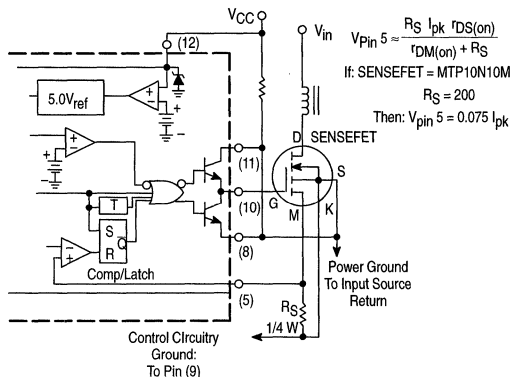 VCC
(12)
Vin
VPin 5 ≈ RS Ipk rDS(on)
rDM(on) + RS
If: SENSEFET = MTP10N10M
RS = 200
Then: Vpin 5 = 0.075 Ipk
5.0Vref
+
−
+
−
D SENSEFET
(11)
S
(10)
G
M
K
T
S
Q
R
(8)
Comp/Latch
(5)
Power Ground
To Input Source
Return
RS
1/4 W
Control CIrcuitry
Ground:
To Pin (9)